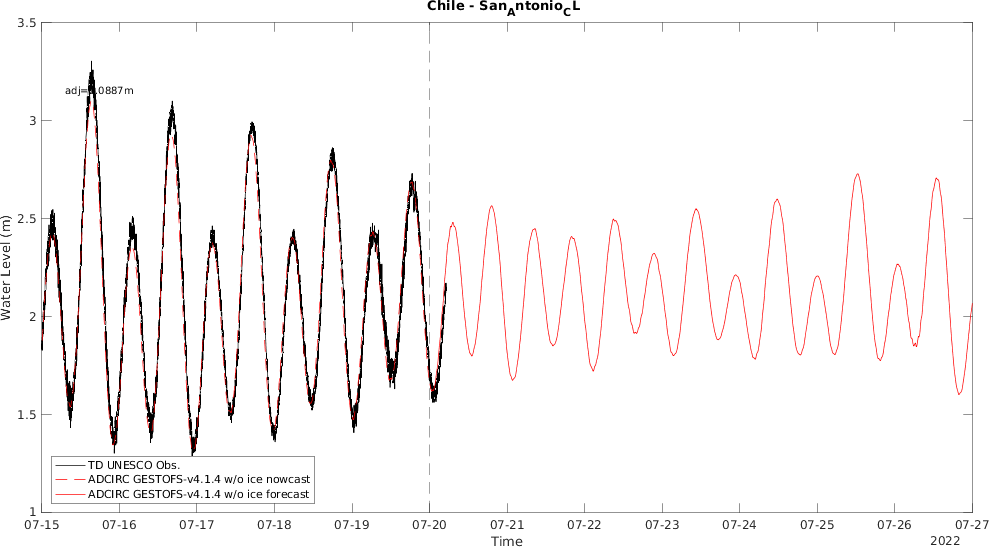 Chile - SanAntonioCL
3.5
adj= .0887m
3
2.5
Water Level (m)
2
1.5
TD UNESCO Obs.
ADCIRC GESTOFS-v4.1.4 w/o ice nowcast
ADCIRC GESTOFS-v4.1.4 w/o ice forecast
1
07-15 07-16 07-17 07-18 07-19 07-20 07-21 07-22 07-23 07-24 07-25 07-26 07-27
Time
2022